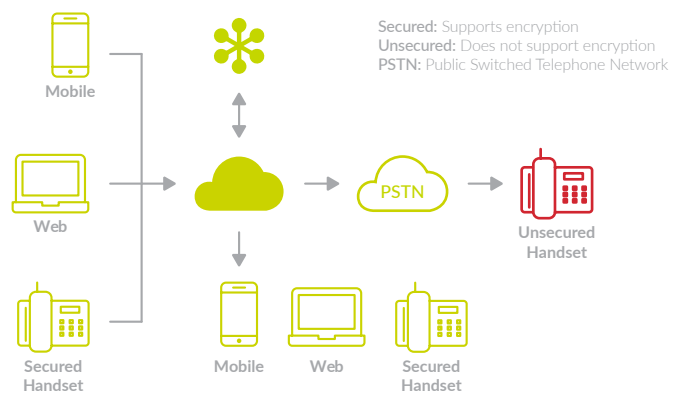 Secured: Supports encryption
Unsecured: Does not support encryption
PSTN: Public Switched Telephone Network
Mobile
Web
PSTN
Unsecured
Handset
Secured
Handset
Mobile
Web
Secured
Handset